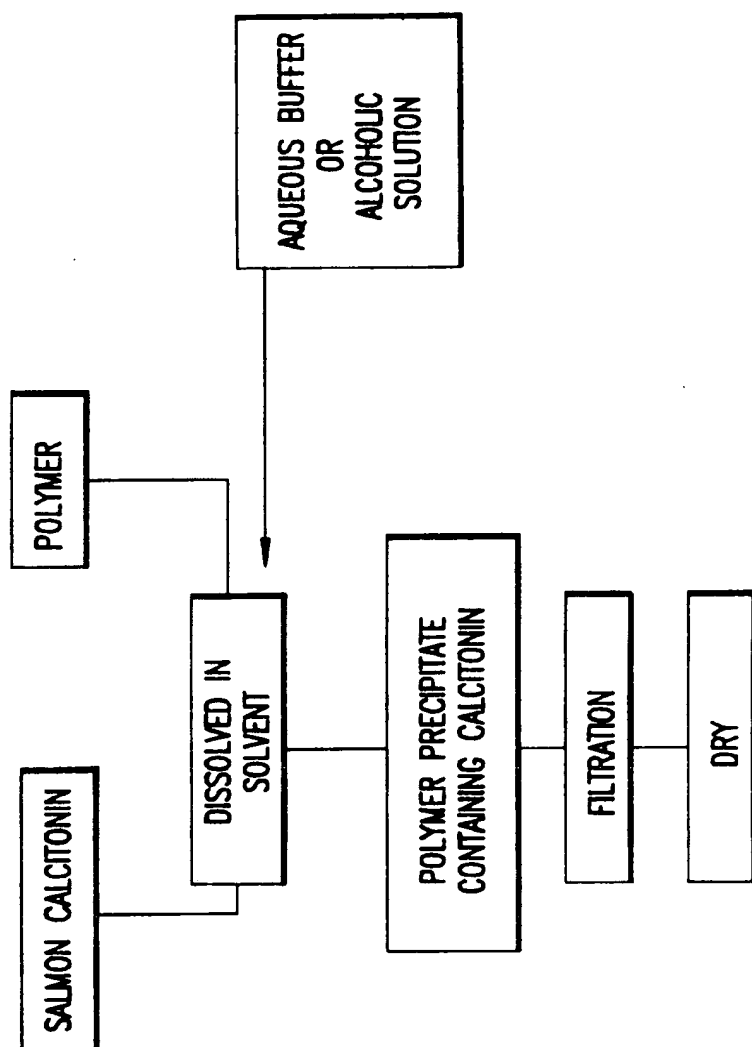 SALMON CALCITONIN
POLYMER
DISSOLVED IN
SOLVENT
AQUEOUS BUFFER
OR
ALCOHOLIC
SOLUTION
POLYMER PRECIPITATE
CONTAINING CALCITONIN
FILTRATION
DRY